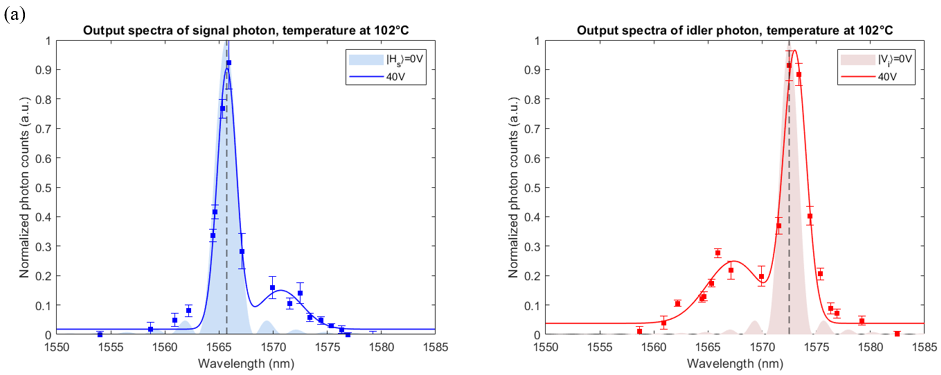 (a)
Output spectra of signal photon, temperature at 102°C
Normalized photon counts (a.u.)
1
0.9
0.8
0.7
0.6
0.5
0.4
0.3
0.2
0.1
0
|Hs⟩=0V
40V
1550 1555 1560 1565 1570 1575 1580 1585
Wavelength (nm)
Output spectra of idler photon, temperature at 102°C
Normalized photon counts (a.u.)
1
0.9
0.8
0.7
0.6
0.5
0.4
0.3
0.2
0.1
0
|Vi⟩=0V
40V
1550 1555 1560 1565 1570 1575 1580 1585
Wavelength (nm)